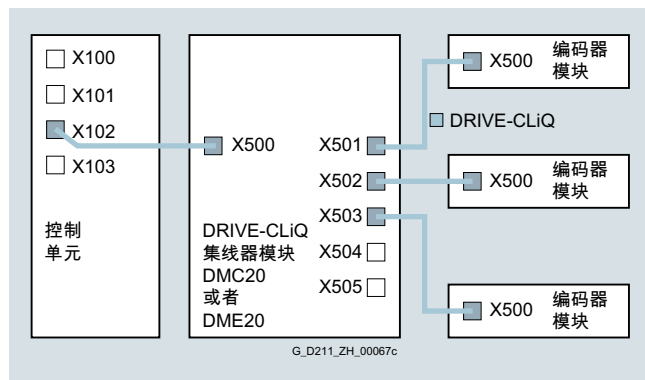 X100
X101
X102
X103
控制
单元
X500
DRIVE-CLiQ
集线器模块
DMC20
或者
DME20
X501
X502
X503
X504
X505
X500
编码器
模块
DRIVE-CLiQ
X500
编码器
模块
X500
编码器
模块
G_D211_ZH_00067c